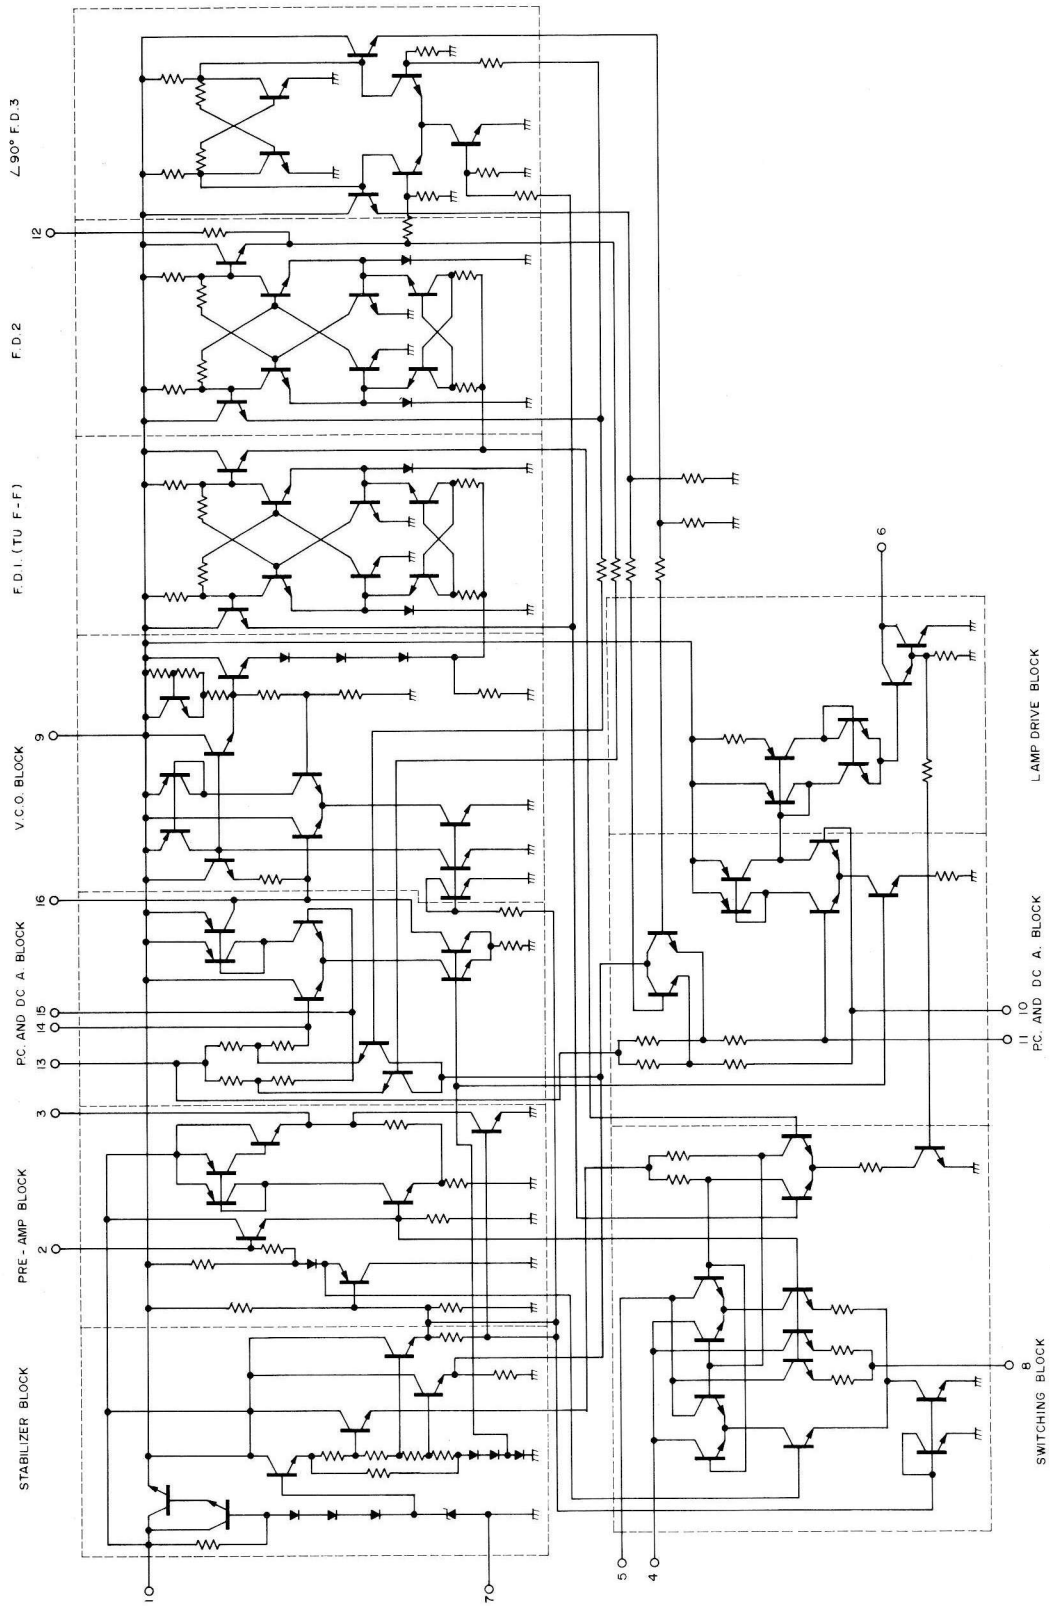 STABILIZER BLOCK
PRE-AMP BLOCK
P.C. AND DC A. BLOCK
V.C.O. BLOCK
F.D.1. (TU F-F)
F.D.2
∠90° F.D.3
1
2
3
13
14
15
16
9
12
7
5
4
8
11
10
6
SWITCHING BLOCK
P.C. AND DC A. BLOCK
LAMP DRIVE BLOCK